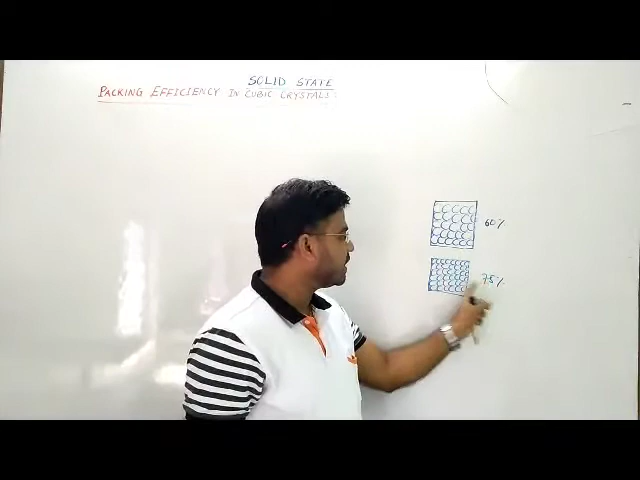 SOLID STATE
PACKING EFFICIENCY IN CUBIC CRYSTALS:
60%
75%